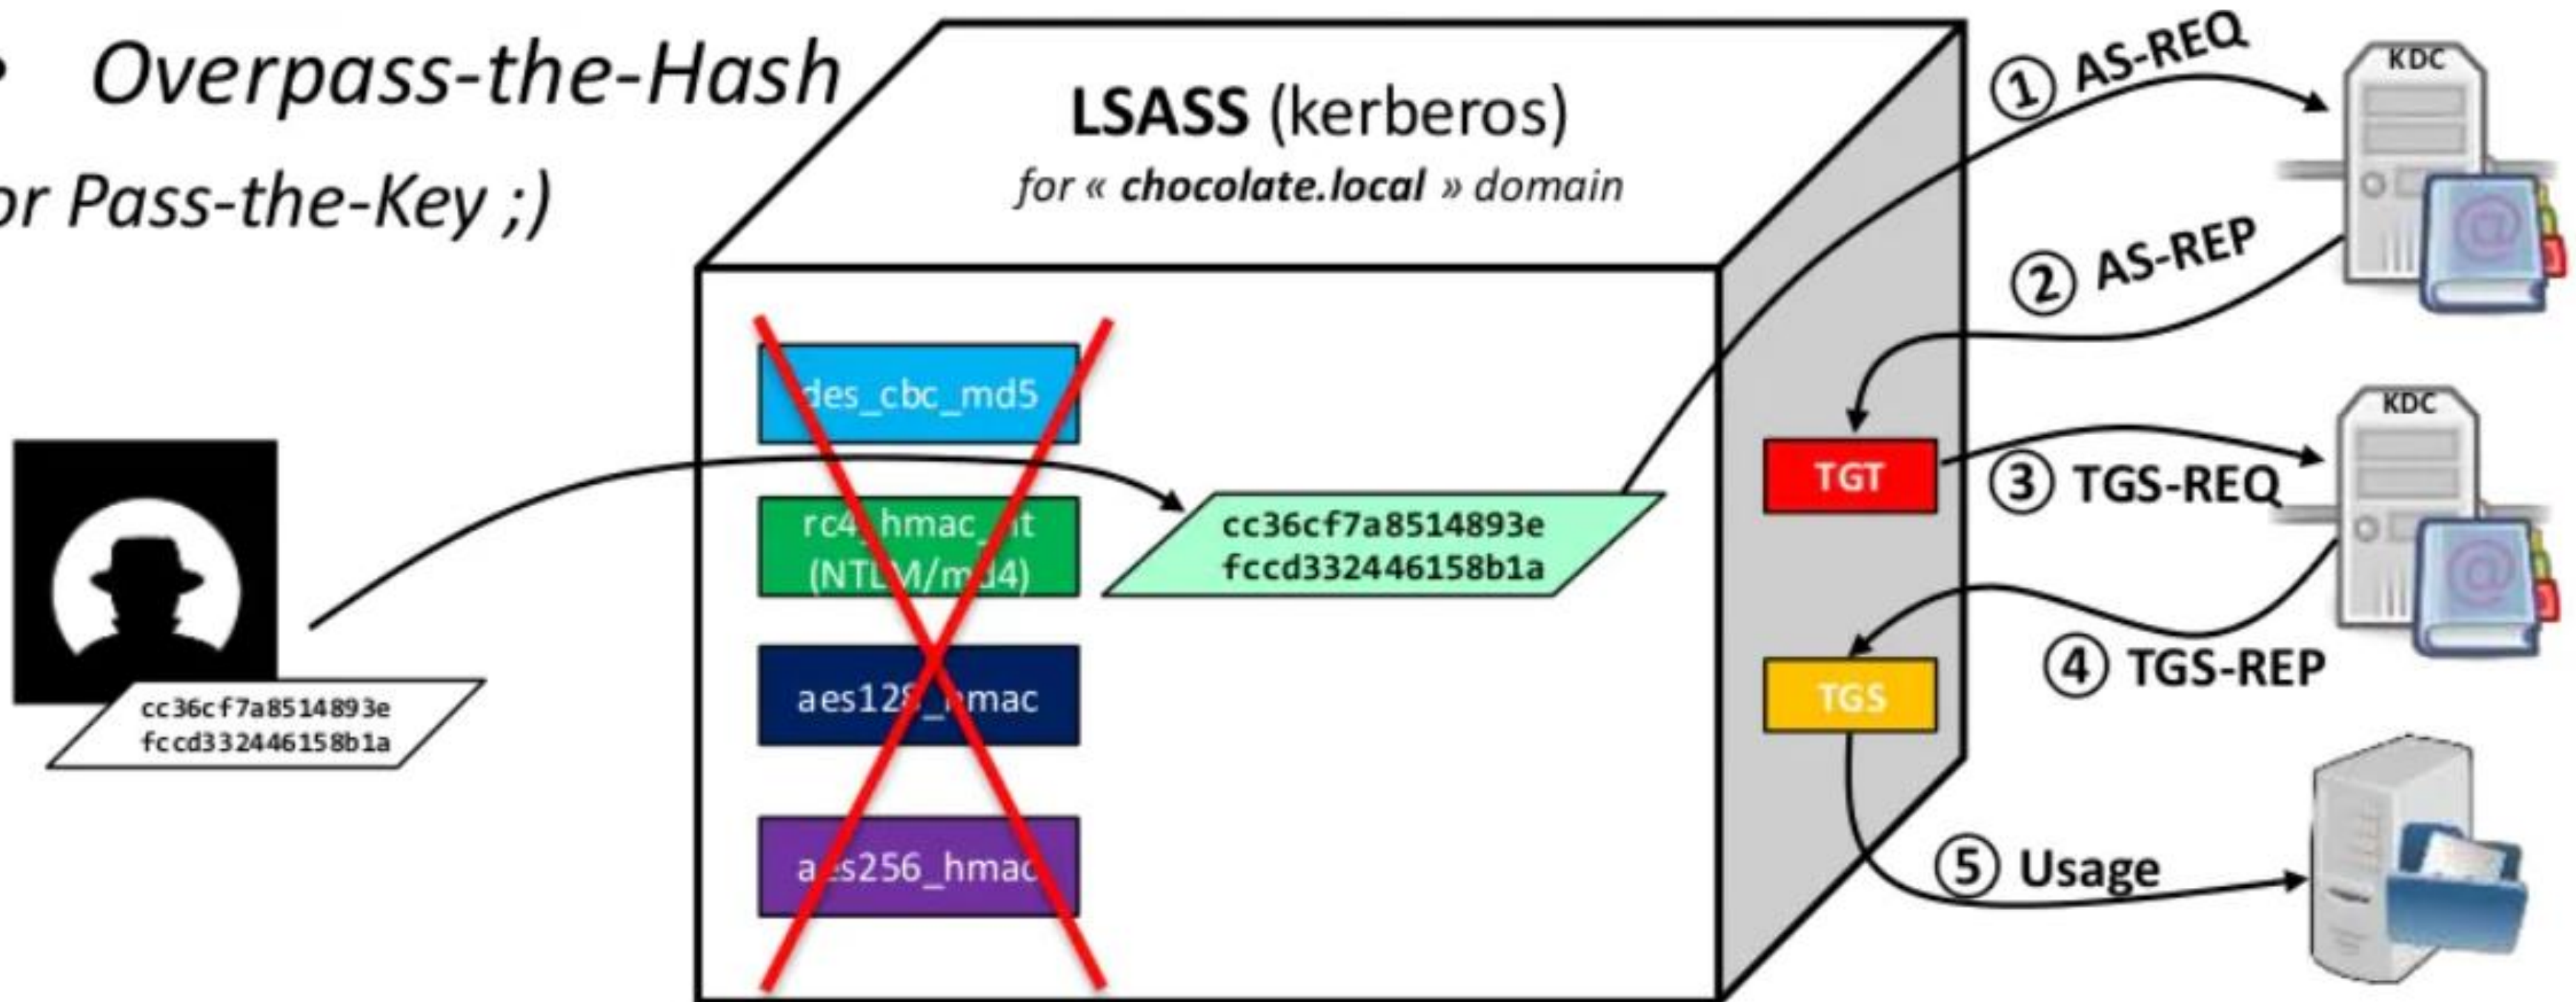 Overpass-the-Hash
or Pass-the-Key ;)
LSASS (kerberos)
for « chocolate.local » domain
des_cbc_md5
rc4_hmac_nt
(NTLM/md4)
aes128_hmac
aes256_hmac
cc36cf7a8514893e
fccd332446158b1a
cc36cf7a8514893e
fccd332446158b1a
TGT
TGS
① AS-REQ
② AS-REP
③ TGS-REQ
④ TGS-REP
⑤ Usage
KDC
@
KDC
@